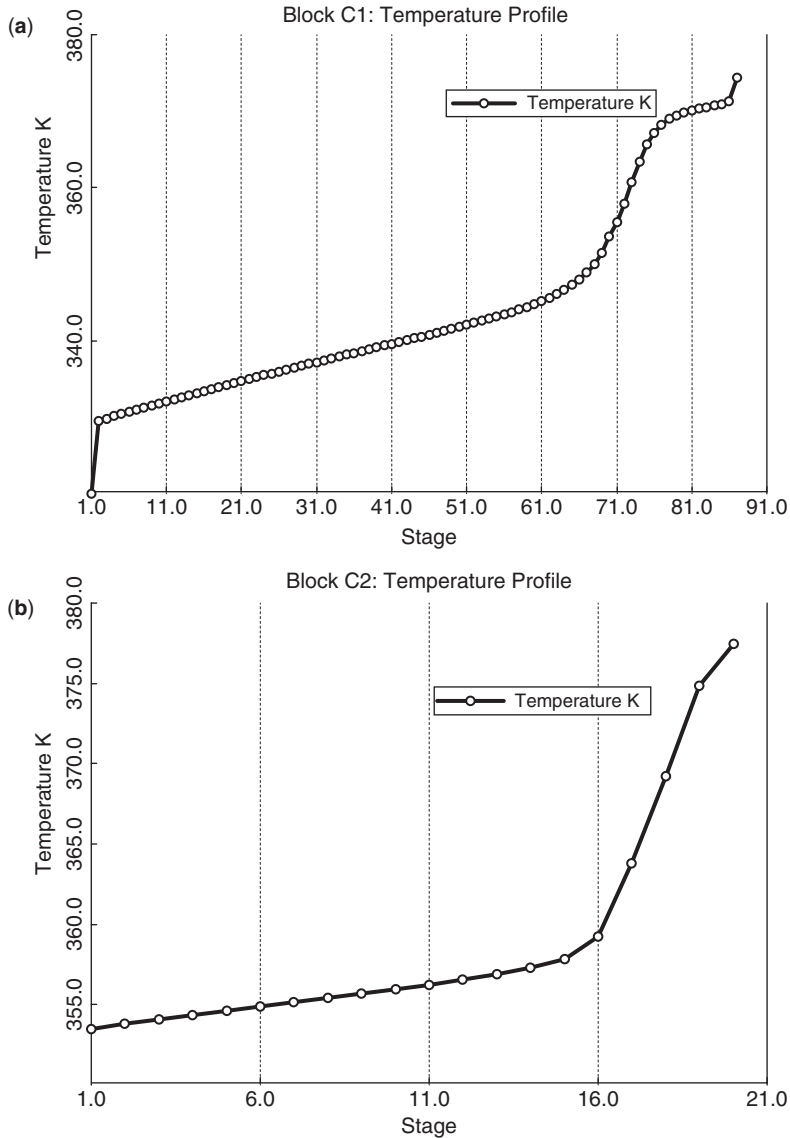 (a)
Block C1: Temperature Profile
380.0
360.0
340.0
Temperature K
Temperature K
1.0 11.0 21.0 31.0 41.0 51.0 61.0 71.0 81.0 91.0
Stage
(b)
Block C2: Temperature Profile
380.0
375.0
370.0
365.0
360.0
355.0
Temperature K
Temperature K
1.0 6.0 11.0 16.0 21.0
Stage